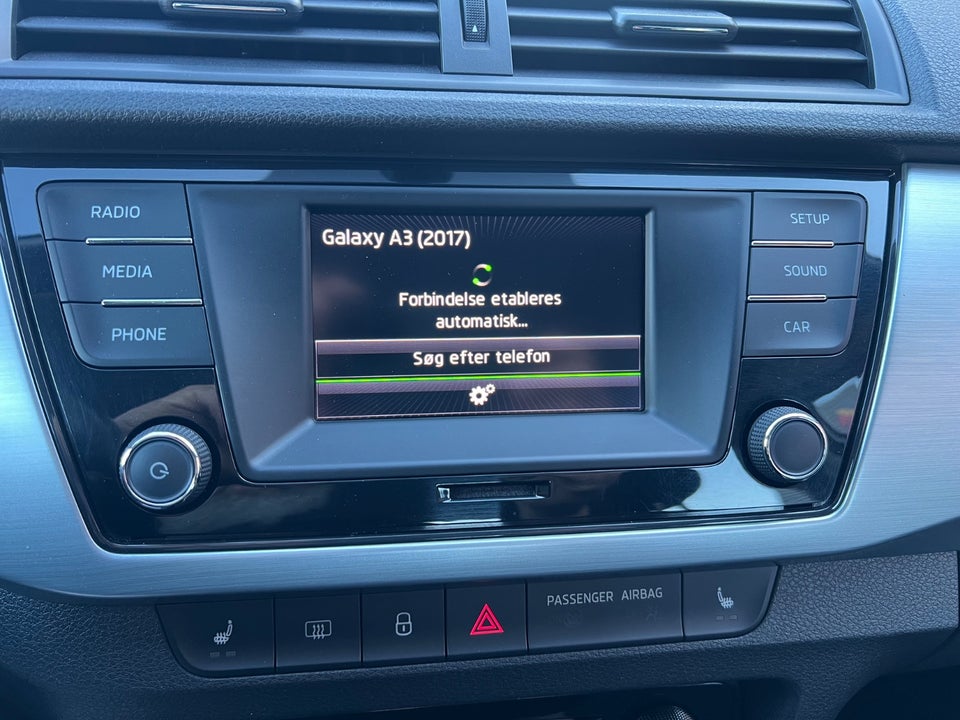 RADIO
MEDIA
PHONE
Galaxy A3 (2017)
Forbindelse etableres
automatisk...
Søg efter telefon
SETUP
SOUND
CAR
PASSENGER AIRBAG